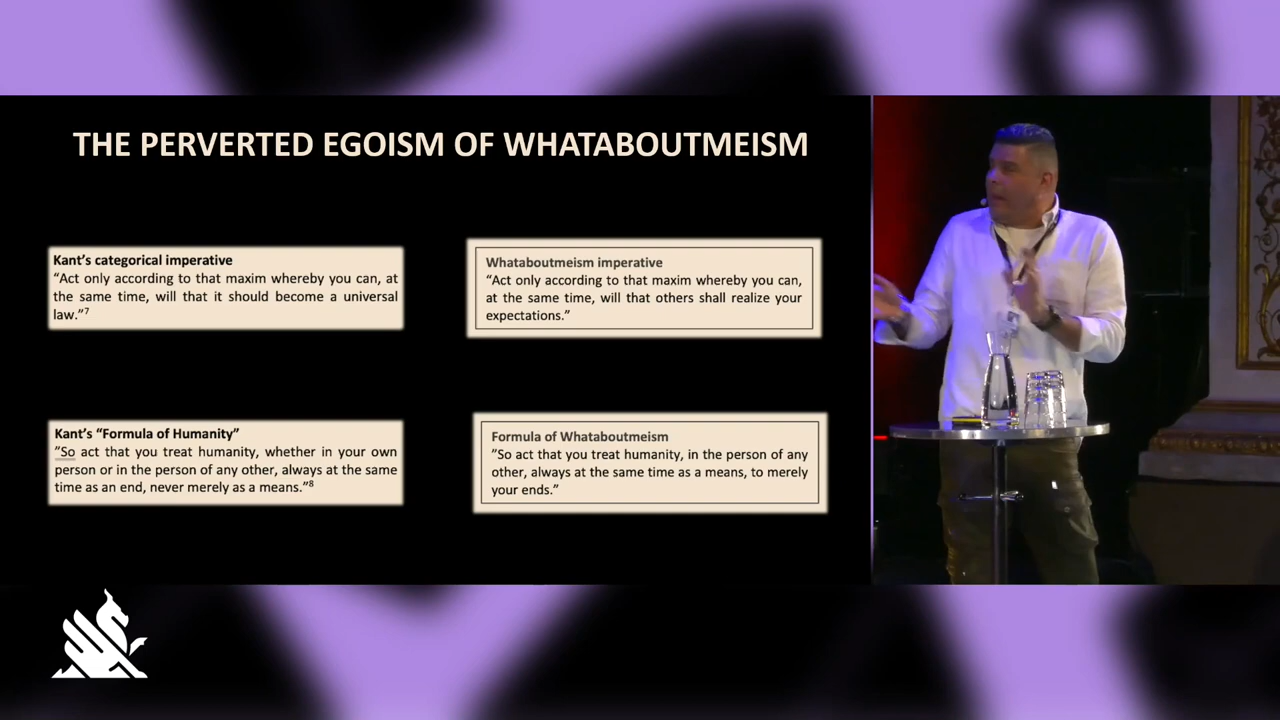 THE PERVERTED EGOISM OF WHATABOUTMEISM
Kant’s categorical imperative
“Act only according to that maxim whereby you can, at
the same time, will that it should become a universal
law.”⁷
Whataboutmeism imperative
“Act only according to that maxim whereby you can,
at the same time, will that others shall realize your
expectations.”
Kant’s “Formula of Humanity”
”So act that you treat humanity, whether in your own
person or in the person of any other, always at the same
time as an end, never merely as a means.”⁸
Formula of Whataboutmeism
”So act that you treat humanity, in the person of any
other, always at the same time as a means, to merely
your ends.”